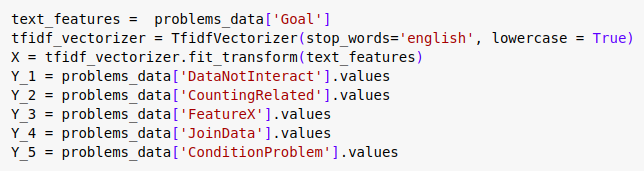 text_features =  problems_data['Goal']
tfidf_vectorizer = TfidfVectorizer(stop_words='english', lowercase = True)
X = tfidf_vectorizer.fit_transform(text_features)
Y_1 = problems_data['DataNotInteract'].values
Y_2 = problems_data['CountingRelated'].values
Y_3 = problems_data['FeatureX'].values
Y_4 = problems_data['JoinData'].values
Y_5 = problems_data['ConditionProblem'].values